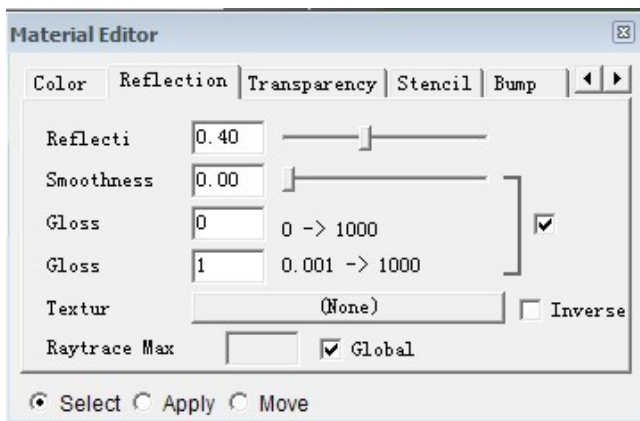 Material Editor
Color Reflection Transparency Stencil Bump
Reflecti 0.40
Smoothness 0.00
Gloss 0 0 -> 1000
Gloss 1 0.001 -> 1000
Textur (None) Inverse
Raytrace Max Global
Select Apply Move